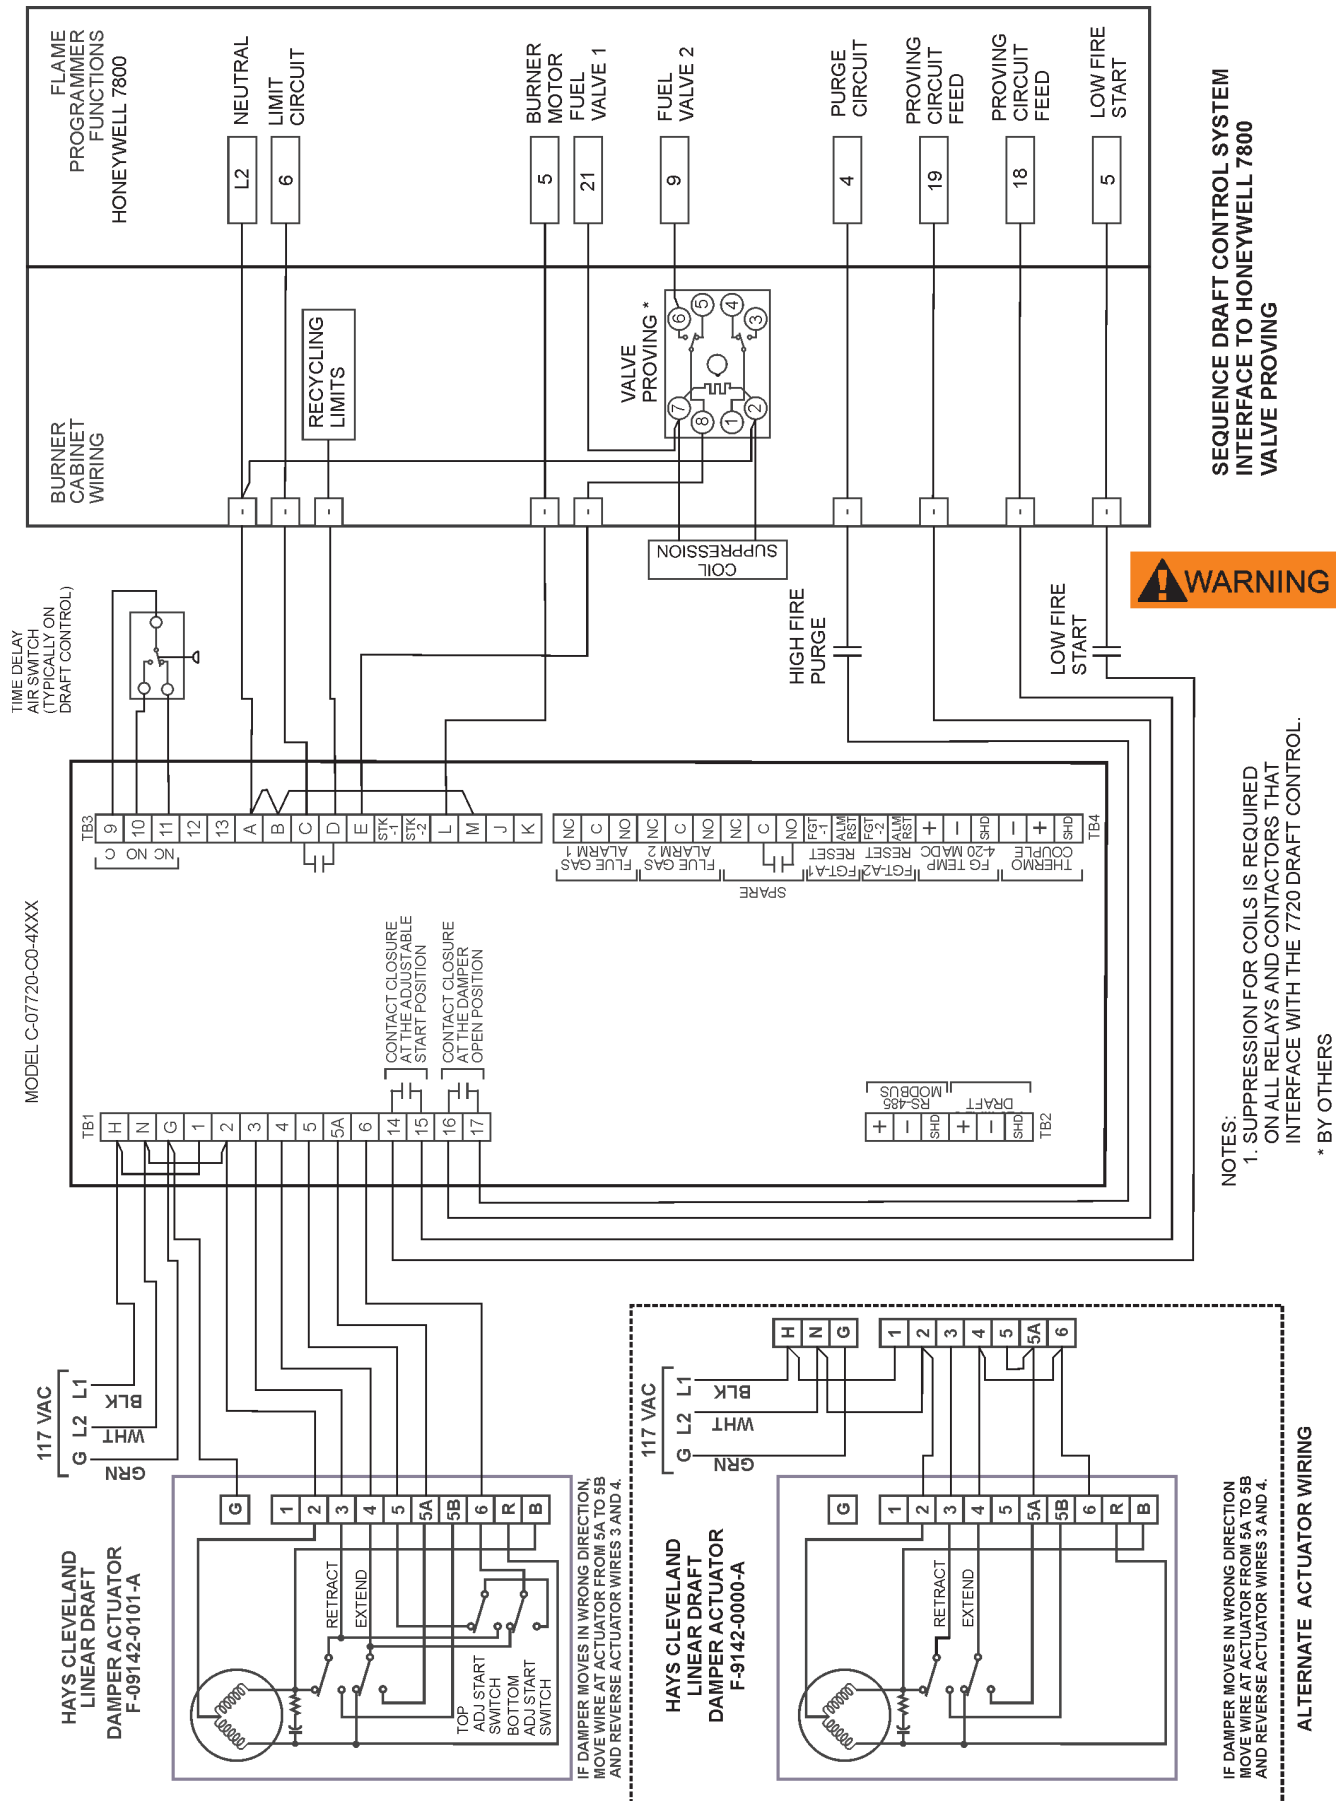 FLAME
PROGRAMMER
FUNCTIONS
HONEYWELL 7800
NEUTRAL
LIMIT
CIRCUIT
BURNER
MOTOR
FUEL
VALVE 1
FUEL
VALVE 2
PURGE
CIRCUIT
PROVING
CIRCUIT
FEED
PROVING
CIRCUIT
FEED
LOW FIRE
START
L2
6
5
21
9
4
19
18
5
BURNER
CABINET
WIRING
RECYCLING
LIMITS
VALVE
PROVING *
6
5
4
3
7
8
1
2
-
-
-
-
-
-
-
-
-
COIL
SUPPRESSION
SEQUENCE DRAFT CONTROL SYSTEM
INTERFACE TO HONEYWELL 7800
VALVE PROVING
WARNING
TIME DELAY
AIR SWITCH
(TYPICALLY ON
DRAFT CONTROL)
HIGH FIRE
PURGE
LOW FIRE
START
MODEL C-07720-C0-4XXX
TB3
9
10
11
12
13
A
B
C
D
E
STK
-1
STK
-2
L
M
J
K
C
NO
NC
NC
C
NO
NC
C
NO
NC
C
NO
FGT
-1
ALM
RST
FGT
-2
ALM
RST
+
−
SHD
−
+
SHD
TB4
FLUE GAS
ALARM 1
FLUE GAS
ALARM 2
SPARE
FGT-A1
RESET
FGT-A2
RESET
FG TEMP
4-20 MADC
THERMO
COUPLE
CONTACT CLOSURE
AT THE ADJUSTABLE
START POSITION
CONTACT CLOSURE
AT THE DAMPER
OPEN POSITION
TB1
H
N
G
1
2
3
4
5
5A
6
14
15
16
17
RS-485
MODBUS
DRAFT
+
−
SHD
+
−
SHD
TB2
NOTES:
1. SUPPRESSION FOR COILS IS REQUIRED
ON ALL RELAYS AND CONTACTORS THAT
INTERFACE WITH THE 7720 DRAFT CONTROL.
* BY OTHERS
117 VAC
G L2 L1
BLK
WHT
GRN
HAYS CLEVELAND
LINEAR DRAFT
DAMPER ACTUATOR
F-09142-0101-A
G
1
2
3
4
5
5A
5B
6
R
B
RETRACT
EXTEND
TOP
ADJ START
SWITCH
BOTTOM
ADJ START
SWITCH
IF DAMPER MOVES IN WRONG DIRECTION,
MOVE WIRE AT ACTUATOR FROM 5A TO 5B
AND REVERSE ACTUATOR WIRES 3 AND 4.
117 VAC
G L2 L1
BLK
WHT
GRN
H
N
G
1
2
3
4
5
5A
6
HAYS CLEVELAND
LINEAR DRAFT
DAMPER ACTUATOR
F-9142-0000-A
G
1
2
3
4
5
5A
5B
6
R
B
RETRACT
EXTEND
IF DAMPER MOVES IN WRONG DIRECTION
MOVE WIRE AT ACTUATOR FROM 5A TO 5B
AND REVERSE ACTUATOR WIRES 3 AND 4.
ALTERNATE ACTUATOR WIRING